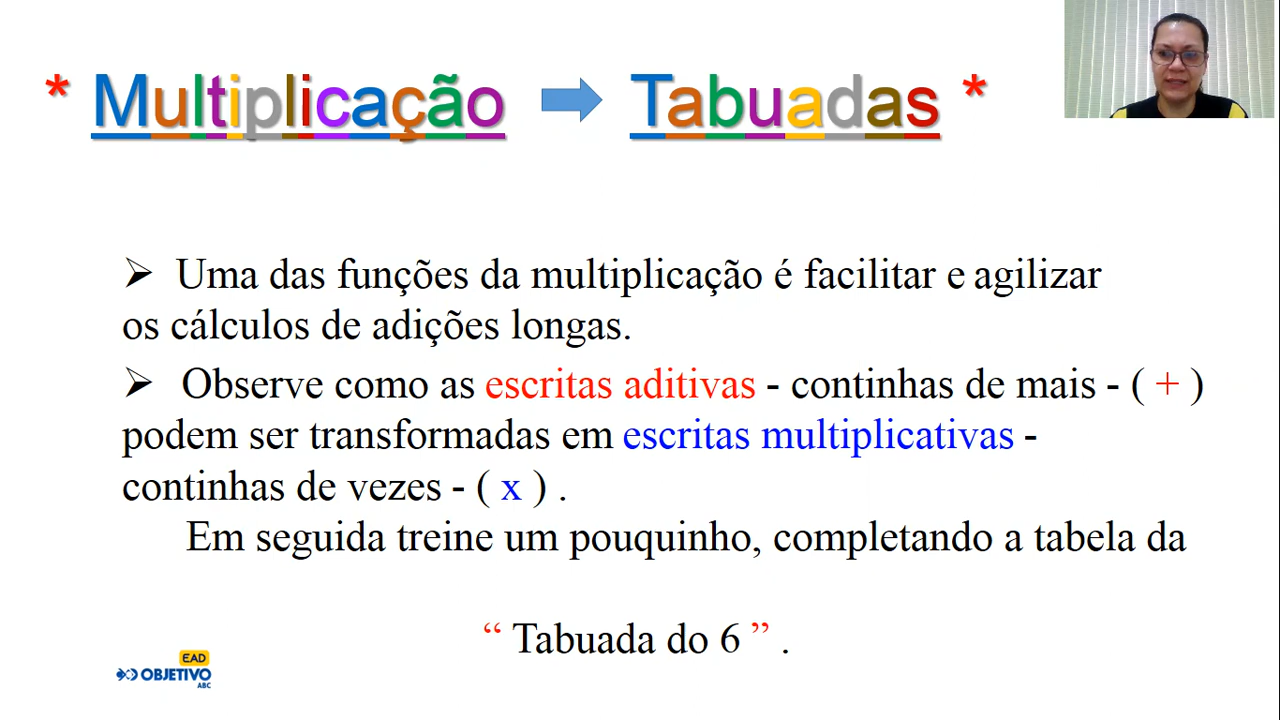 * Multiplicação Tabuadas *
➢ Uma das funções da multiplicação é facilitar e agilizar
os cálculos de adições longas.
➢ Observe como as escritas aditivas - continhas de mais - ( + )
podem ser transformadas em escritas multiplicativas -
continhas de vezes - ( x ) .
Em seguida treine um pouquinho, completando a tabela da
“ Tabuada do 6 ” .
EAD
OBJETIVO
ABC